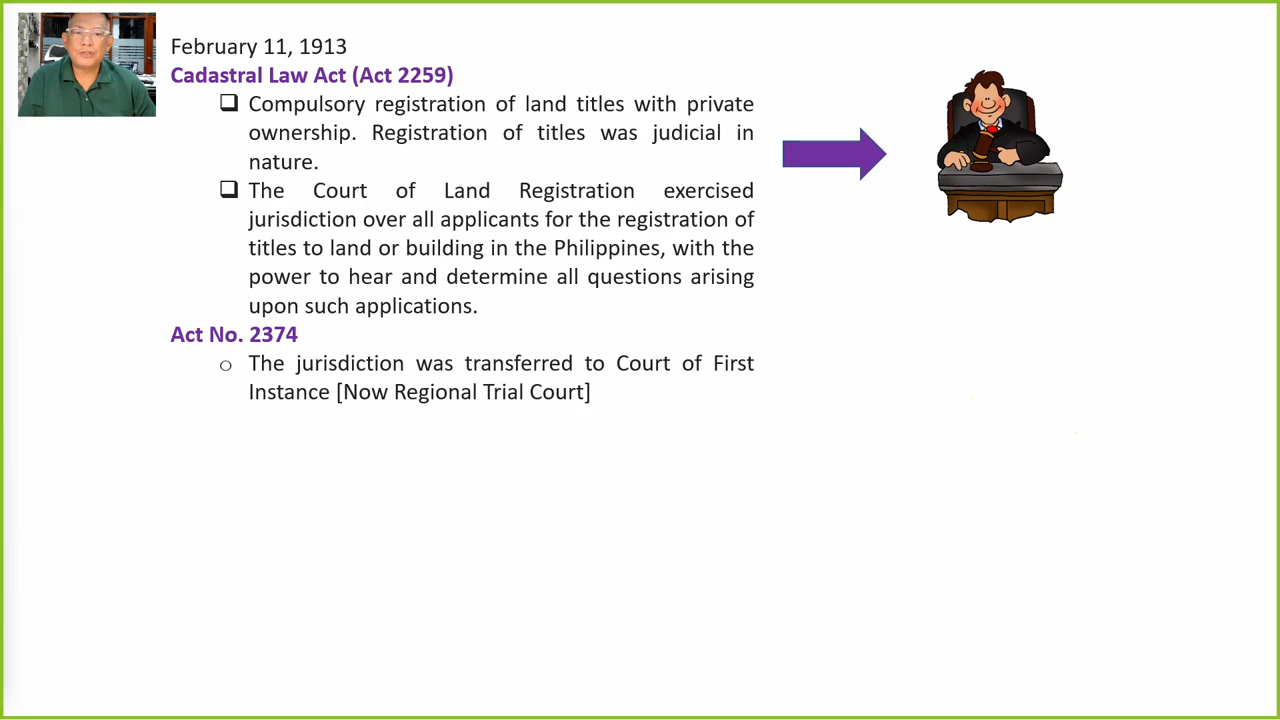 February 11, 1913
Cadastral Law Act (Act 2259)
Compulsory registration of land titles with private
ownership. Registration of titles was judicial in
nature.
The Court of Land Registration exercised
jurisdiction over all applicants for the registration of
titles to land or building in the Philippines, with the
power to hear and determine all questions arising
upon such applications.
Act No. 2374
The jurisdiction was transferred to Court of First
Instance [Now Regional Trial Court]